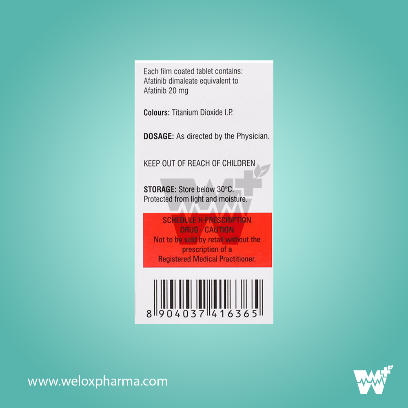 Each film coated tablet contains:
Afatinib dimaleate equivalent to
Afatinib 20 mg
Colours: Titanium Dioxide I.P.
DOSAGE: As directed by the Physician.
KEEP OUT OF REACH OF CHILDREN
STORAGE: Store below 30°C.
Protected from light and moisture.
SCHEDULE H PRESCRIPTION
DRUG - CAUTION
Not to be sold by retail without the
prescription of a
Registered Medical Practitioner.
8 904037 416365
www.weloxpharma.com